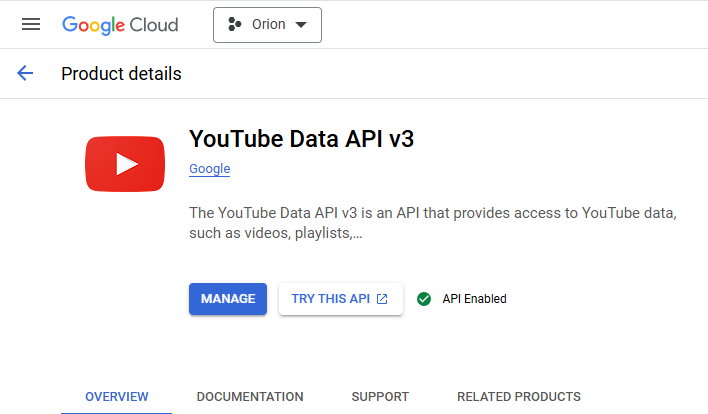 Google Cloud
Orion
Product details
YouTube Data API v3
Google
The YouTube Data API v3 is an API that provides access to YouTube data,
such as videos, playlists,...
MANAGE
TRY THIS API
API Enabled
OVERVIEW
DOCUMENTATION
SUPPORT
RELATED PRODUCTS